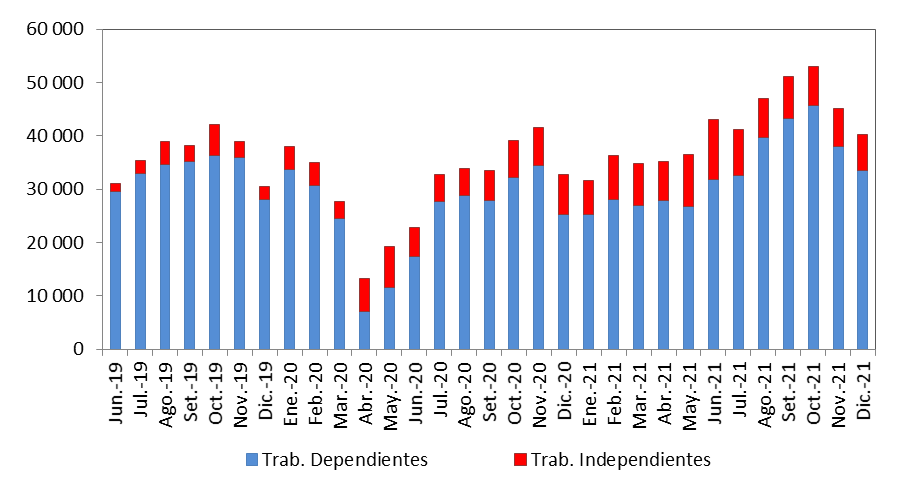 60 000
50 000
40 000
30 000
20 000
10 000
0
Jun.-19
Jul.-19
Ago.-19
Set.-19
Oct.-19
Nov.-19
Dic.-19
Ene.-20
Feb.-20
Mar.-20
Abr.-20
May.-20
Jun.-20
Jul.-20
Ago.-20
Set.-20
Oct.-20
Nov.-20
Dic.-20
Ene.-21
Feb.-21
Mar.-21
Abr.-21
May.-21
Jun.-21
Jul.-21
Ago.-21
Set.-21
Oct.-21
Nov.-21
Dic.-21
Trab. Dependientes
Trab. Independientes